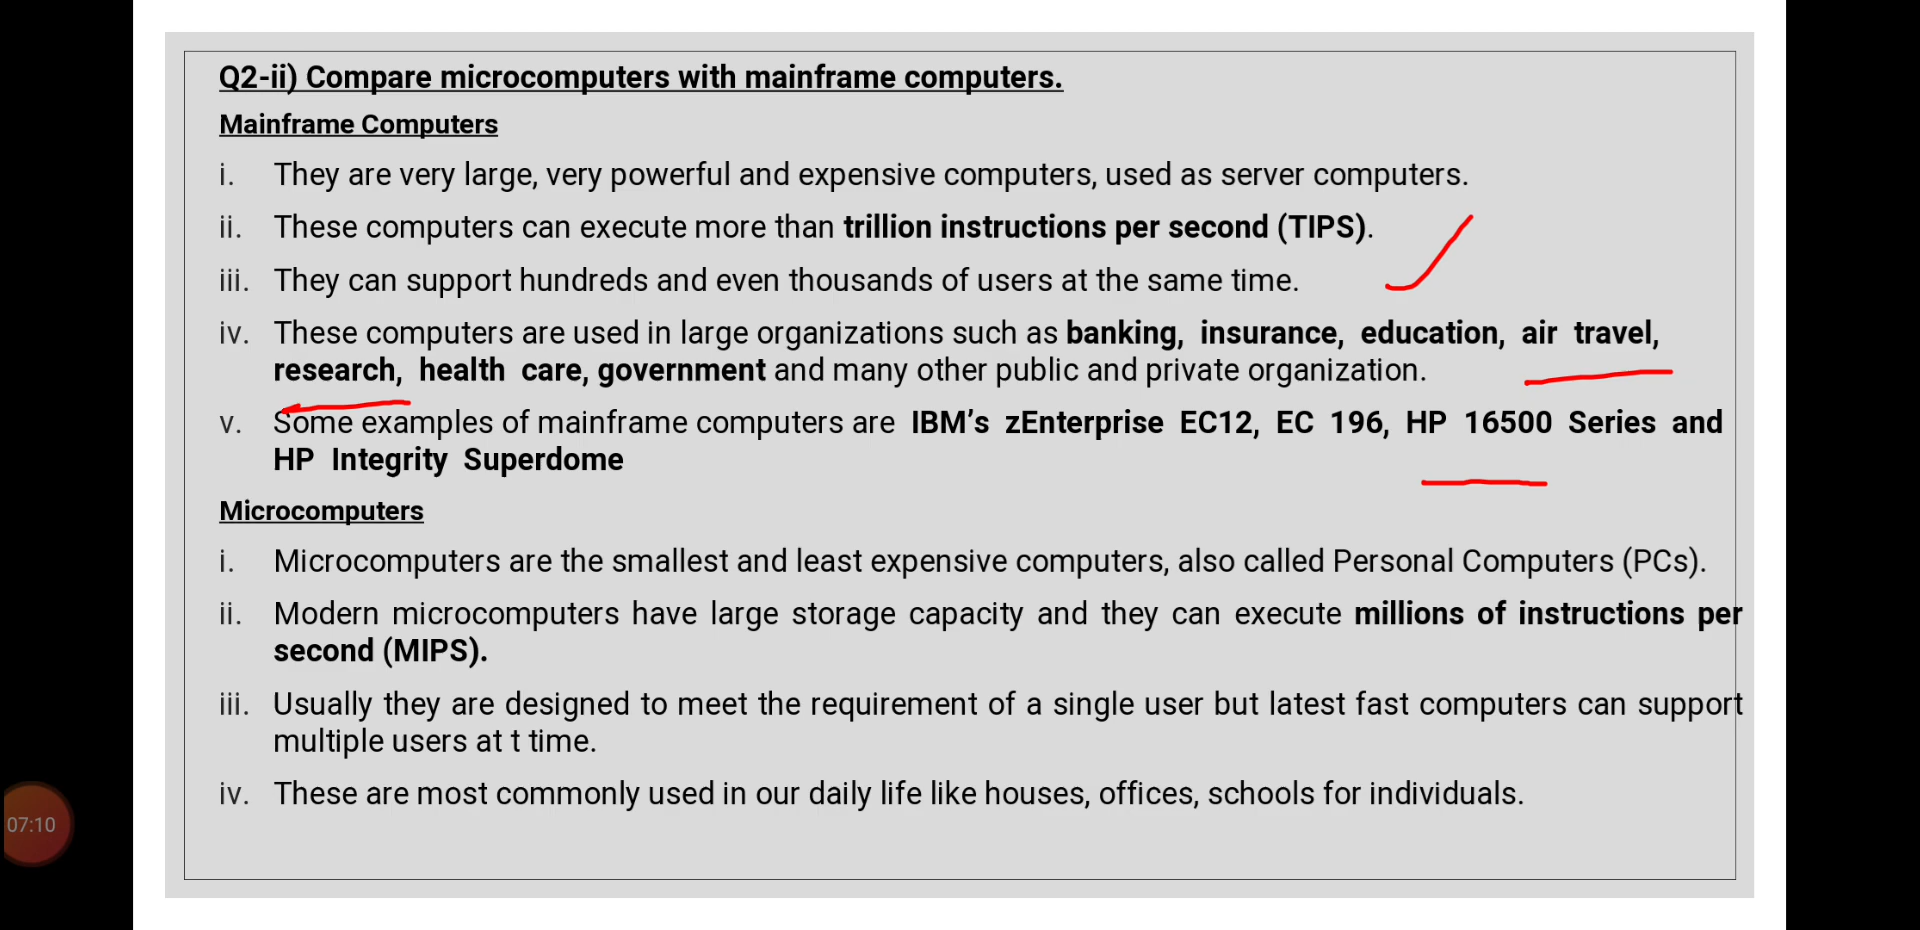 Q2-ii) Compare microcomputers with mainframe computers.
Mainframe Computers
i. They are very large, very powerful and expensive computers, used as server computers.
ii. These computers can execute more than trillion instructions per second (TIPS).
iii. They can support hundreds and even thousands of users at the same time.
iv. These computers are used in large organizations such as banking, insurance, education, air travel,
research, health care, government and many other public and private organization.
v. Some examples of mainframe computers are IBM’s zEnterprise EC12, EC 196, HP 16500 Series and
HP Integrity Superdome
Microcomputers
i. Microcomputers are the smallest and least expensive computers, also called Personal Computers (PCs).
ii. Modern microcomputers have large storage capacity and they can execute millions of instructions per
second (MIPS).
iii. Usually they are designed to meet the requirement of a single user but latest fast computers can support
multiple users at t time.
iv. These are most commonly used in our daily life like houses, offices, schools for individuals.
07:10